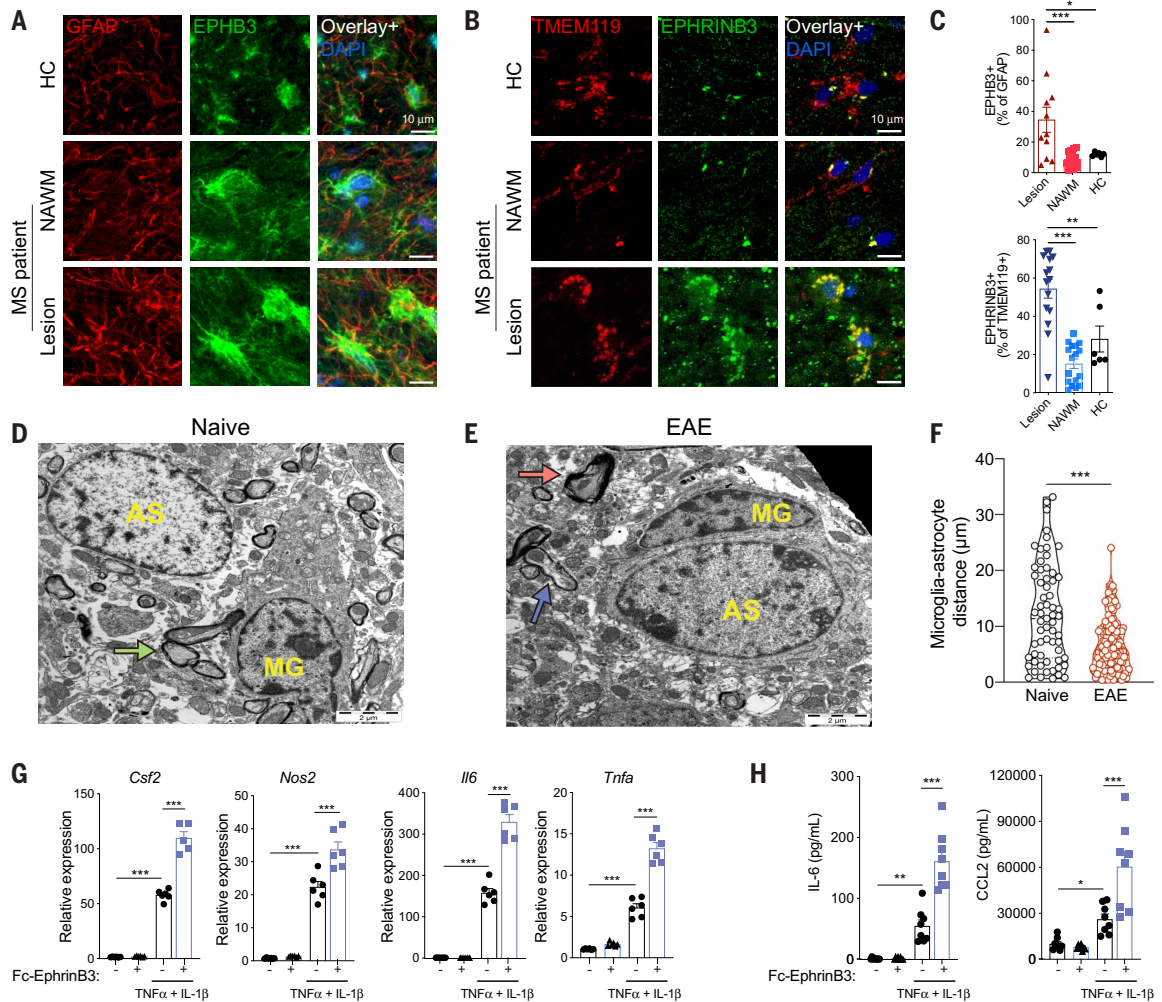 A
GFAP
EPHB3
Overlay+
DAPI
HC
NAWM
Lesion
MS patient
10 μm
B
TMEM119
EPHRINB3
Overlay+
DAPI
HC
NAWM
Lesion
MS patient
10 μm
C
EPHB3+
(% of GFAP)
100
80
60
40
20
0
*
***
Lesion
NAWM
HC
EPHRINB3+
(% of TMEM119+)
80
60
40
20
0
**
***
Lesion
NAWM
HC
D
Naive
AS
MG
2 μm
E
EAE
MG
AS
2 μm
F
Microglia-astrocyte
distance (μm)
40
30
20
10
0
***
Naive
EAE
G
Csf2
Relative expression
150
100
50
0
***
***
Nos2
Relative expression
50
40
30
20
10
0
***
***
Il6
Relative expression
400
300
200
100
0
***
***
Tnfa
Relative expression
20
15
10
5
0
***
***
Fc-EphrinB3:
- + - +
TNFα + IL-1β
- + - +
TNFα + IL-1β
- + - +
TNFα + IL-1β
- + - +
TNFα + IL-1β
H
IL-6 (pg/mL)
300
200
100
0
**
***
CCL2 (pg/mL)
120000
90000
60000
30000
0
*
***
Fc-EphrinB3:
- + - +
TNFα + IL-1β
- + - +
TNFα + IL-1β